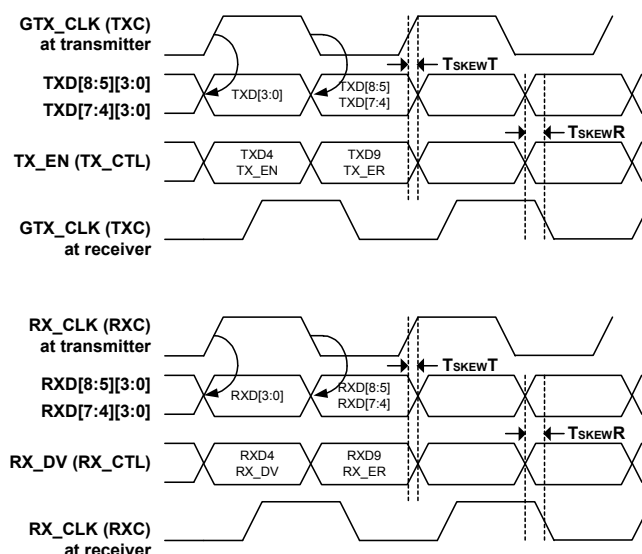 GTX_CLK (TXC)
at transmitter
TSKEWT
TXD[8:5][3:0]
TXD[7:4][3:0]
TXD[3:0]
TXD[8:5]
TXD[7:4]
TSKEWR
TX_EN (TX_CTL)
TXD4
TX_EN
TXD9
TX_ER
GTX_CLK (TXC)
at receiver
RX_CLK (RXC)
at transmitter
TSKEWT
RXD[8:5][3:0]
RXD[7:4][3:0]
RXD[3:0]
RXD[8:5]
RXD[7:4]
TSKEWR
RX_DV (RX_CTL)
RXD4
RX_DV
RXD9
RX_ER
RX_CLK (RXC)
at receiver